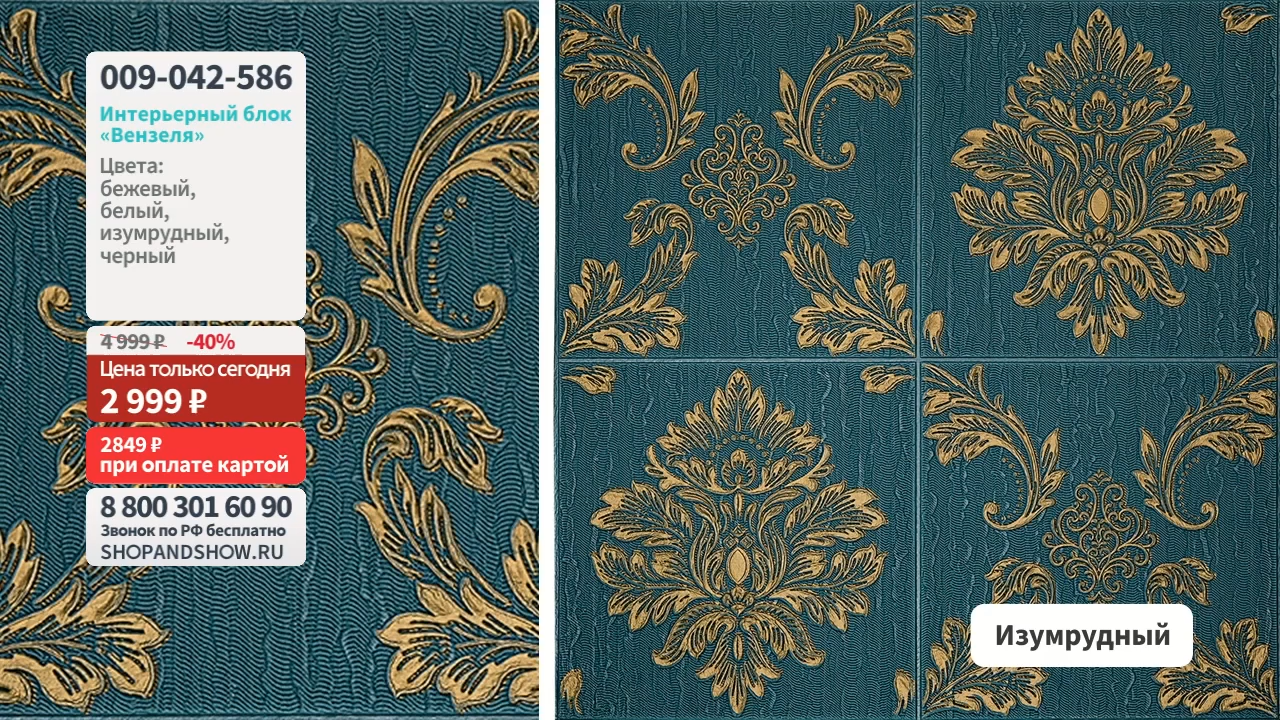 009-042-586
Интерьерный блок
«Вензеля»
Цвета:
бежевый,
белый,
изумрудный,
черный
4 999 ₽ -40%
Цена только сегодня
2 999 ₽
2849 ₽
при оплате картой
8 800 301 60 90
Звонок по РФ бесплатно
SHOPANDSHOW.RU
Изумрудный